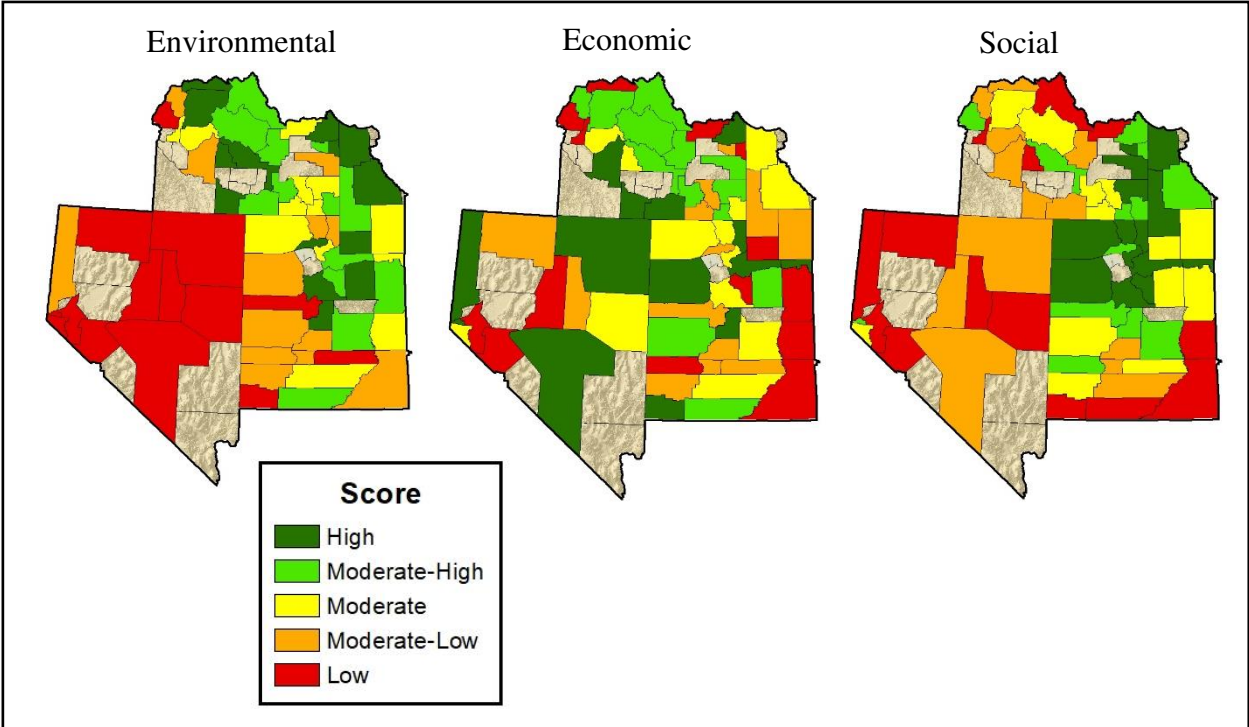 Environmental
Economic
Social
Score
High
Moderate-High
Moderate
Moderate-Low
Low